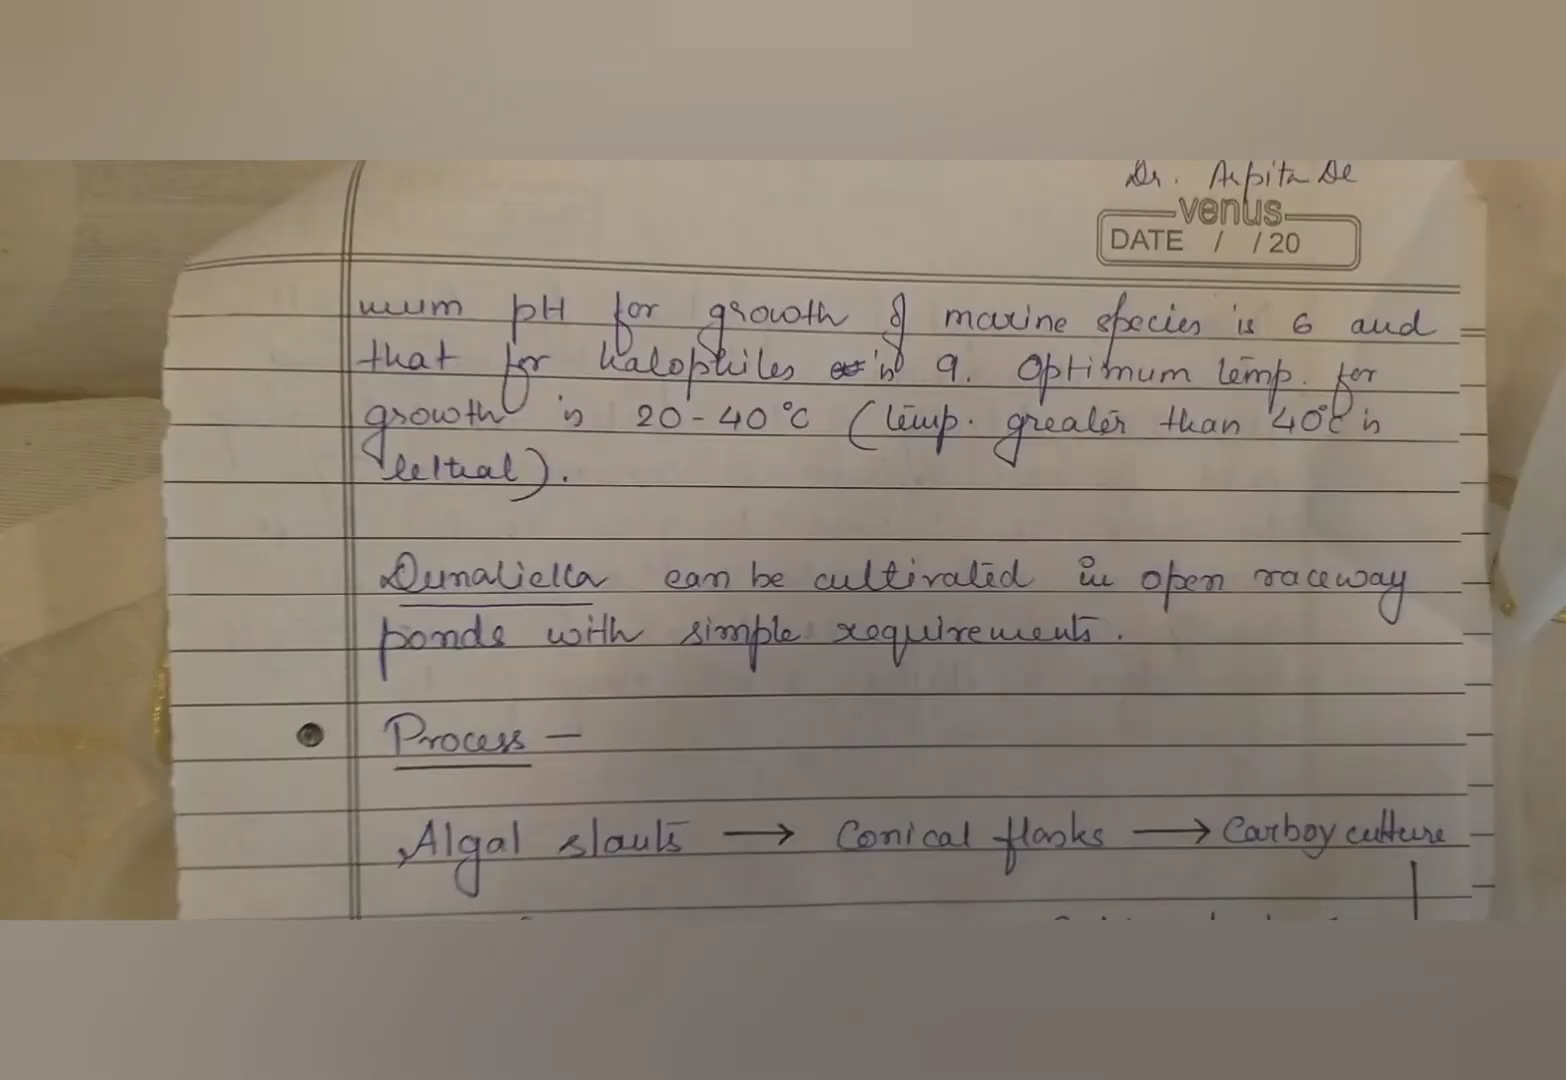 Dr. Arpita De
venus
DATE / /20
mum pH for growth of marine species is 6 and
that for halophiles is 9. Optimum temp. for
growth is 20-40°C (temp. greater than 40°C is
lethal).
Dunaliella can be cultivated in open raceway
ponds with simple requirements.
Process —
Algal slants → Conical flasks → Carboy culture